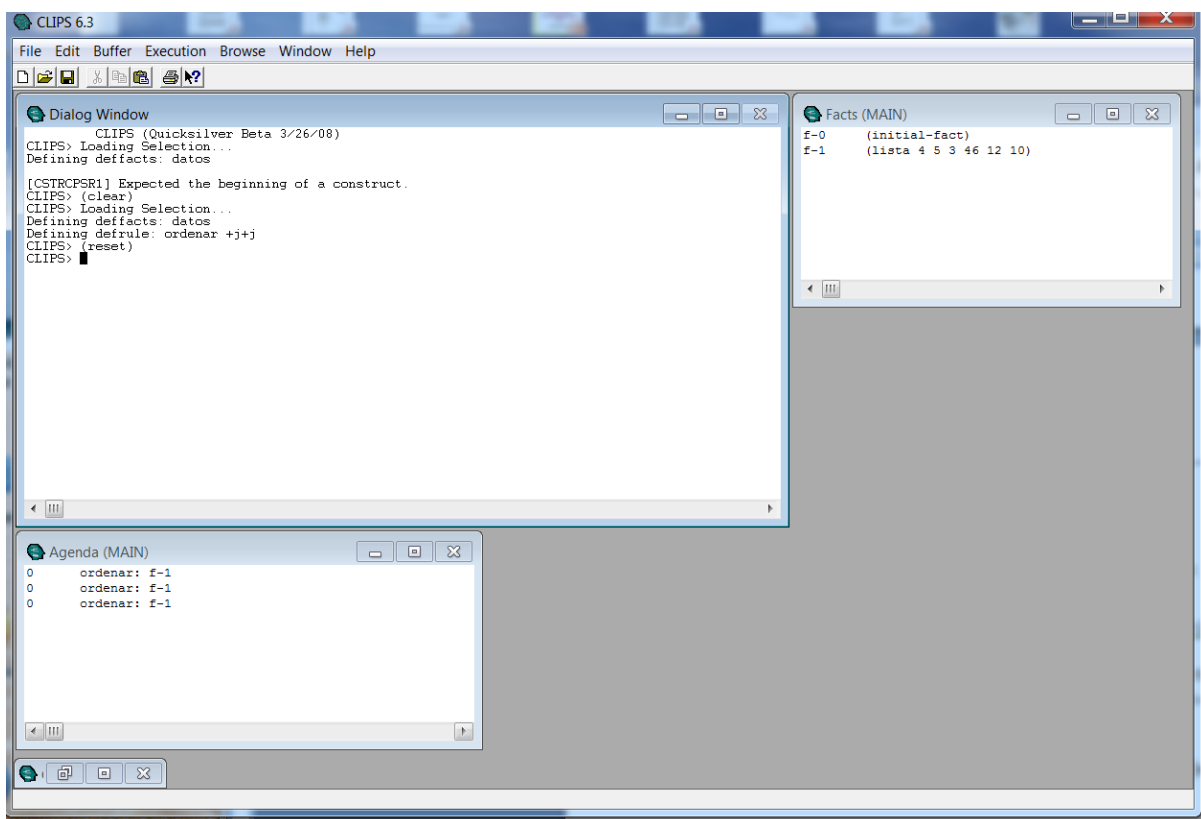 CLIPS 6.3
File Edit Buffer Execution Browse Window Help
Dialog Window
CLIPS (Quicksilver Beta 3/26/08)
CLIPS> Loading Selection...
Defining deffacts: datos
[CSTRCPSR1] Expected the beginning of a construct.
CLIPS> (clear)
CLIPS> Loading Selection...
Defining deffacts: datos
Defining defrule: ordenar +j+j
CLIPS> (reset)
CLIPS>
Facts (MAIN)
f-0 (initial-fact)
f-1 (lista 4 5 3 46 12 10)
Agenda (MAIN)
0 ordenar: f-1
0 ordenar: f-1
0 ordenar: f-1